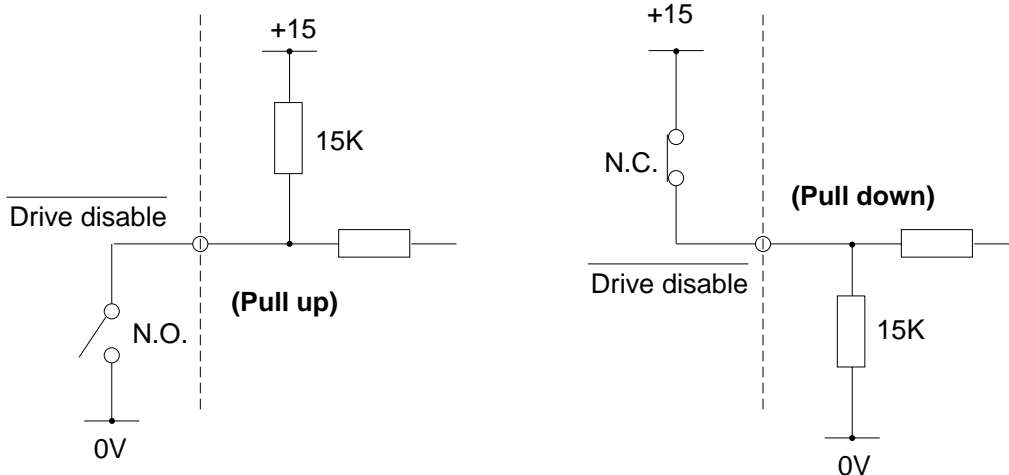 +15
15K
Drive disable
(Pull up)
N.O.
0V
+15
N.C.
(Pull down)
Drive disable
15K
0V